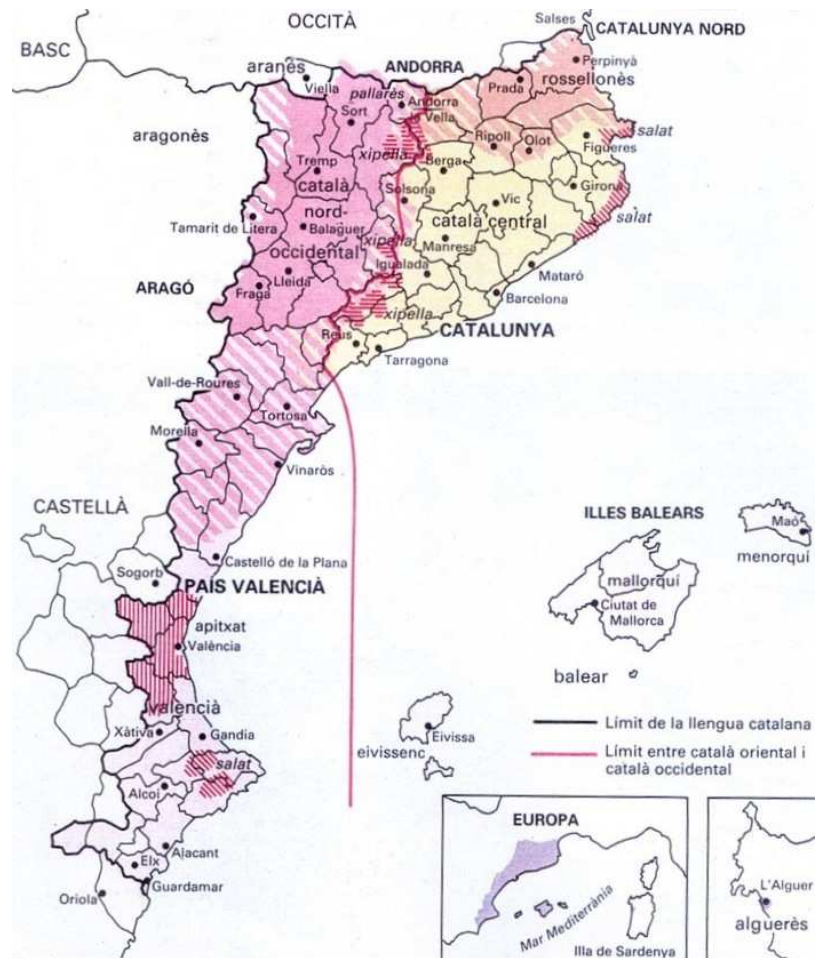 OCCITÀ
Salses
CATALUNYA NORD
BASC
aranès
ANDORRA
Perpinyà
Viella
pallarès
Prada
rossellonès
Andorra
Vella
Sort
aragonès
Ripoll
Olot
salat
Figueres
xipella
Berga
Tremp
català
Solsona
Girona
Vic
nord-
català central
salat
Tamarit de Litera
Balaguer
xipella
Manresa
occidental
Igualada
Mataró
ARAGÓ
Lleida
Fraga
Barcelona
xipella
CATALUNYA
Reus
Tarragona
Vall-de-Roures
Tortosa
Morella
Vinaròs
CASTELLÀ
ILLES BALEARS
Maó
menorquí
Castelló de la Plana
Sogorb
mallorquí
PAÍS VALENCIÀ
Ciutat de
Mallorca
apitxat
València
balear
valencià
Límit de la llengua catalana
Xàtiva
Gandia
Eivissa
eivissenc
Límit entre català oriental i
català occidental
salat
Alcoi
EUROPA
Alacant
Elx
Guardamar
Oriola
L'Alguer
alguerès
Mar Mediterrània
Illa de Sardenya